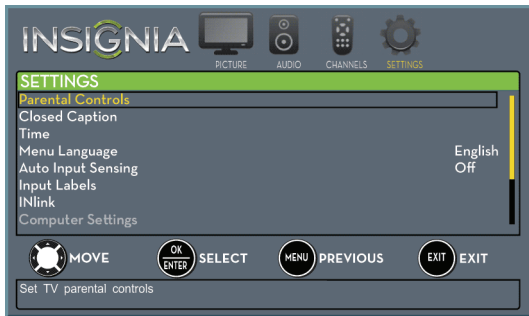 INSIGNIA
PICTURE AUDIO CHANNELS SETTINGS
SETTINGS
Parental Controls
Closed Caption
Time
Menu Language English
Auto Input Sensing Off
Input Labels
INlink
Computer Settings
MOVE OK ENTER SELECT MENU PREVIOUS EXIT EXIT
Set TV parental controls